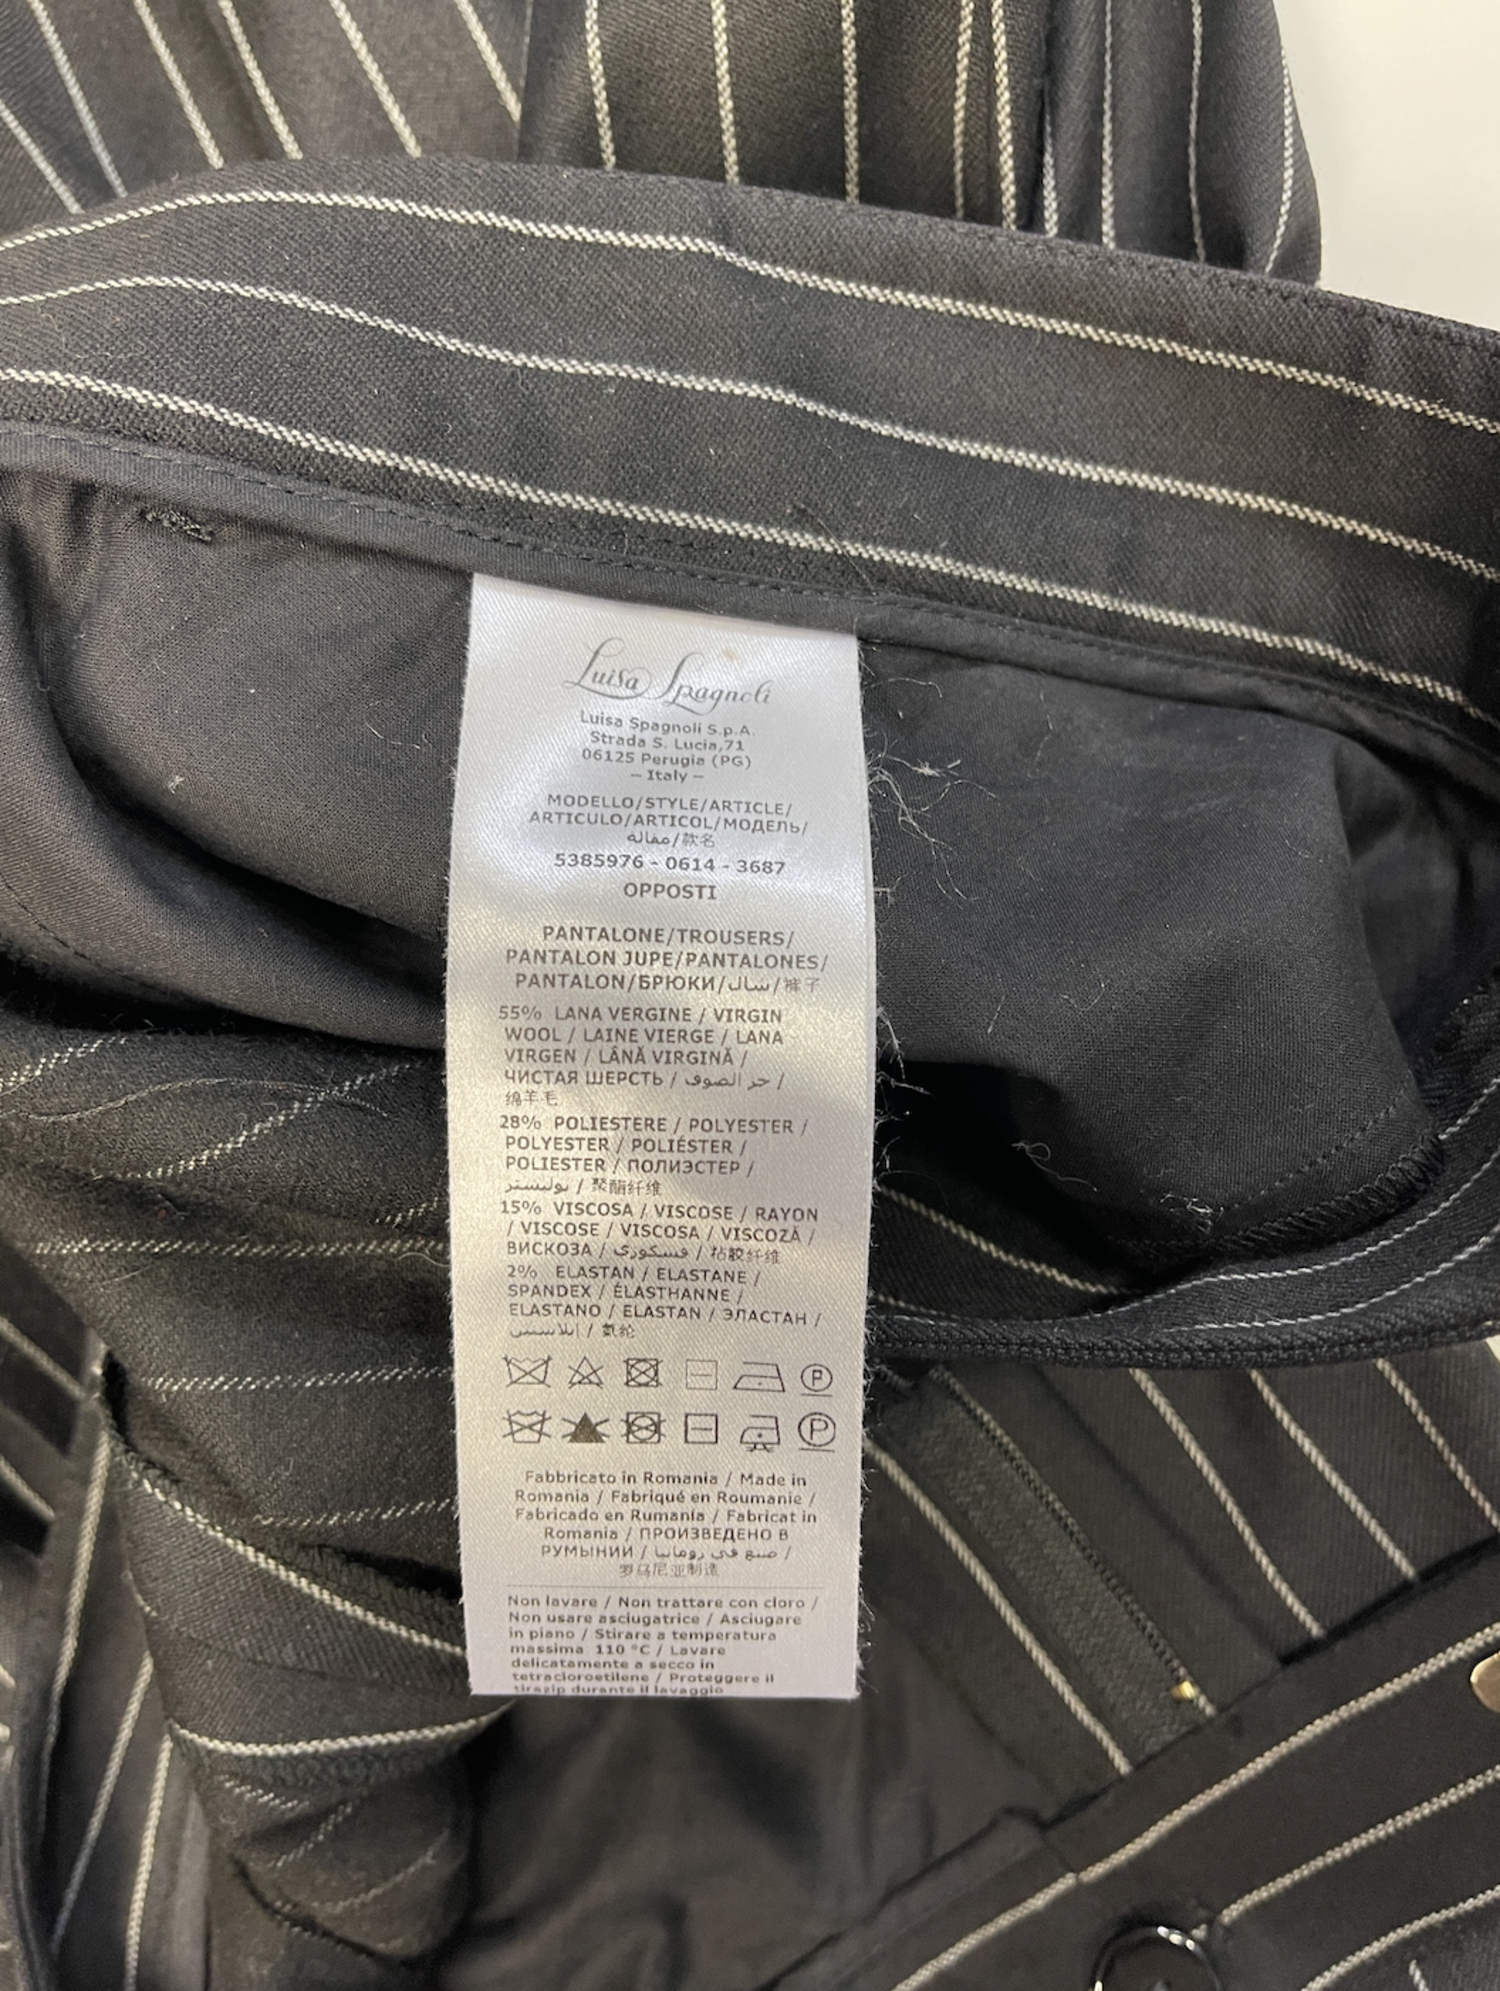 Luisa Spagnoli
Luisa Spagnoli S.p.A.
Strada S. Lucia,71
06125 Perugia (PG)
– Italy –
MODELLO/STYLE/ARTICLE/
ARTICULO/ARTICOL/МОДЕЛЬ/
مقالة/款名
5385976 - 0614 - 3687
OPPOSTI
PANTALONE/TROUSERS/
PANTALON JUPE/PANTALONES/
PANTALON/БРЮКИ/سال/裤子
55% LANA VERGINE / VIRGIN
WOOL / LAINE VIERGE / LANA
VIRGEN / LÂNĂ VIRGINĂ /
ЧИСТАЯ ШЕРСТЬ / حر الصوف /
绵羊毛
28% POLIESTERE / POLYESTER /
POLYESTER / POLIÉSTER /
POLIESTER / ПОЛИЭСТЕР /
بوليستر / 聚酯纤维
15% VISCOSA / VISCOSE / RAYON
/ VISCOSE / VISCOSA / VISCOZĂ /
ВИСКОЗА / فسكوزي / 粘胶纤维
2% ELASTAN / ELASTANE /
SPANDEX / ÉLASTHANNE /
ELASTANO / ELASTAN / ЭЛАСТАН /
/ 氨纶
P
P
Fabbricato in Romania / Made in
Romania / Fabriqué en Roumanie /
Fabricado en Rumania / Fabricat in
Romania / ПРОИЗВЕДЕНО В
РУМЫНИИ / صنع في رومانيا /
罗马尼亚制造
Non lavare / Non trattare con cloro /
Non usare asciugatrice / Asciugare
in piano / Stirare a temperatura
massima 110 °C / Lavare
delicatamente a secco in
tetracloroetilene / Proteggere il
tirazip durante il lavaggio